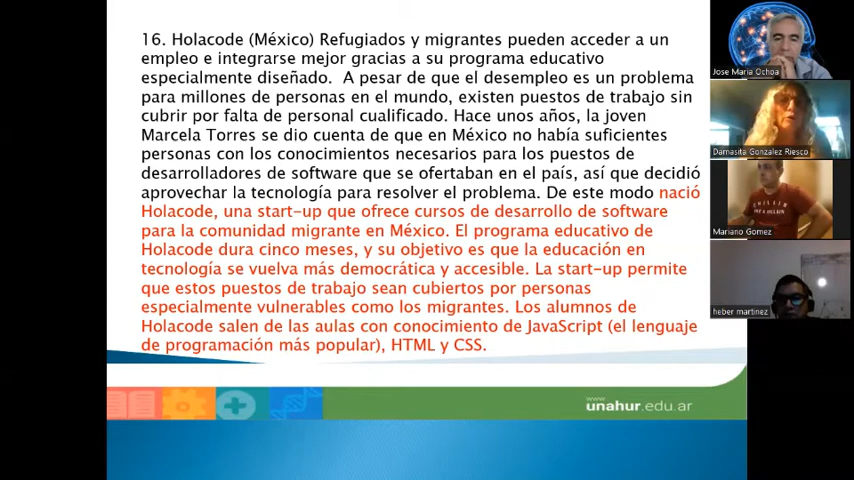 16. Holacode (México) Refugiados y migrantes pueden acceder a un
empleo e integrarse mejor gracias a su programa educativo
especialmente diseñado.  A pesar de que el desempleo es un problema
para millones de personas en el mundo, existen puestos de trabajo sin
cubrir por falta de personal cualificado. Hace unos años, la joven
Marcela Torres se dio cuenta de que en México no había suficientes
personas con los conocimientos necesarios para los puestos de
desarrolladores de software que se ofertaban en el país, así que decidió
aprovechar la tecnología para resolver el problema. De este modo nació
Holacode, una start-up que ofrece cursos de desarrollo de software
para la comunidad migrante en México. El programa educativo de
Holacode dura cinco meses, y su objetivo es que la educación en
tecnología se vuelva más democrática y accesible. La start-up permite
que estos puestos de trabajo sean cubiertos por personas
especialmente vulnerables como los migrantes. Los alumnos de
Holacode salen de las aulas con conocimiento de JavaScript (el lenguaje
de programación más popular), HTML y CSS.
www
unahur.edu.ar
Jose Maria Ochoa
Damasita Gonzalez Riesco
Mariano Gomez
heber martinez